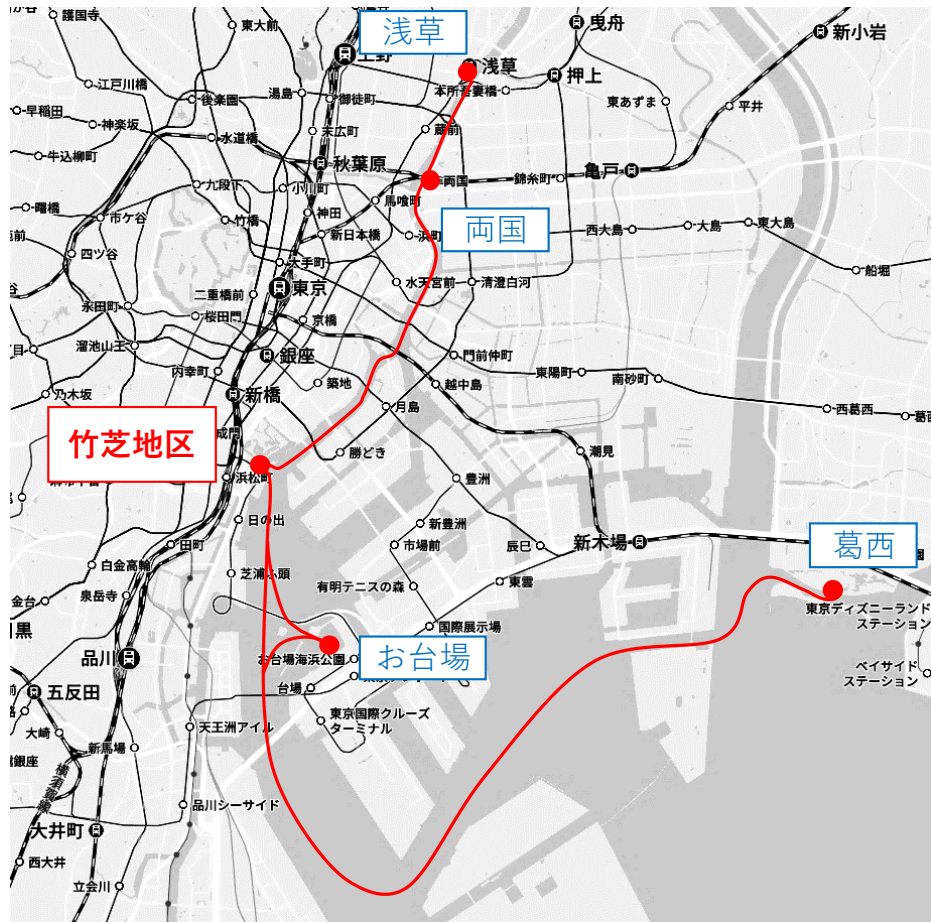 護国寺
東大前
浅草
上野
浅草
曳舟
新小岩
本所吾妻橋
押上
江戸川橋
後楽園
湯島
御徒町
東あずま
平井
早稲田
神楽坂
水道橋
末広町
蔵前
牛込柳町
秋葉原
両国
錦糸町
亀戸
九段下
小川町
馬喰町
曙橋
市ケ谷
竹橋
神田
新日本橋
浜町
両国
西大島
大島
東大島
四ツ谷
大手町
水天宮前
清澄白河
船堀
二重橋前
東京
永田町
桜田門
京橋
溜池山王
銀座
門前仲町
内幸町
築地
越中島
東陽町
南砂町
乃木坂
新橋
月島
西葛西
竹芝地区
勝どき
潮見
浜松町
豊洲
日の出
新豊洲
田町
市場前
辰巳
新木場
葛西
白金高輪
芝浦ふ頭
有明テニスの森
東雲
泉岳寺
東京ディズニーランド
ステーション
国際展示場
品川
お台場海浜公園
お台場
ベイサイド
ステーション
五反田
台場
東京国際クルーズ
ターミナル
大崎
新馬場
天王洲アイル
横須賀線
品川シーサイド
大井町
西大井
立会川